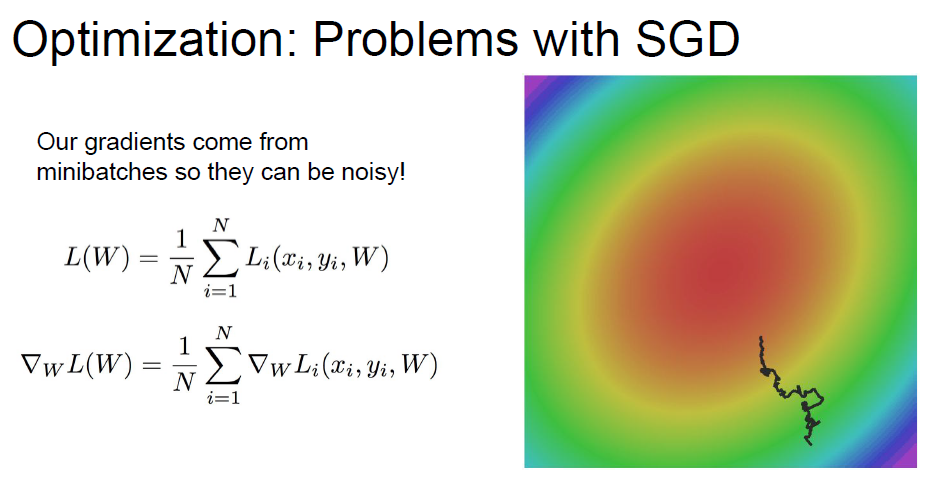 Optimization: Problems with SGD
Our gradients come from
minibatches so they can be noisy!
L(W) = \frac{1}{N} \sum_{i=1}^{N} L_i(x_i, y_i, W)
\nabla_W L(W) = \frac{1}{N} \sum_{i=1}^{N} \nabla_W L_i(x_i, y_i, W)